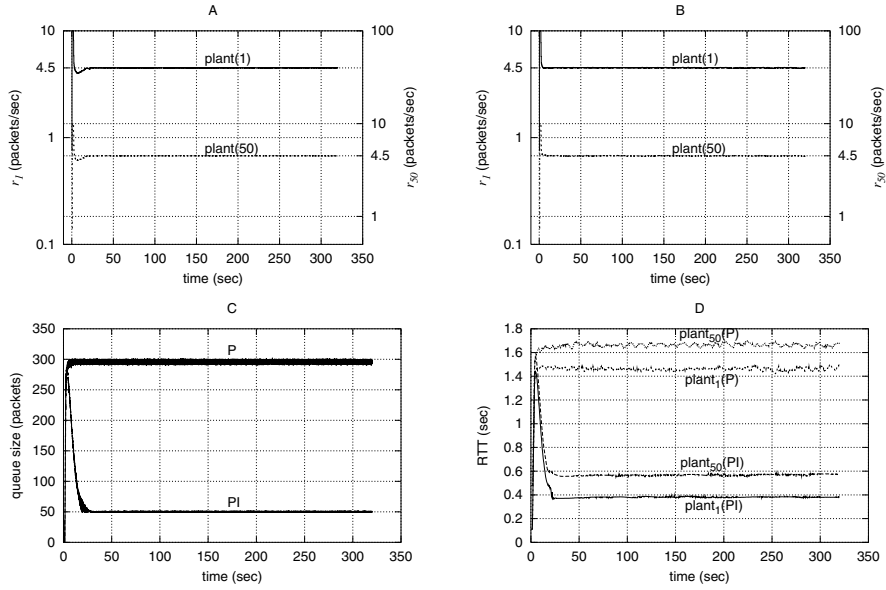 A
10
4.5
1
0.1
100
10
4.5
1
plant(1)
plant(50)
r1 (packets/sec)
r50 (packets/sec)
0 50 100 150 200 250 300 350
time (sec)
B
10
4.5
1
0.1
100
10
4.5
1
plant(1)
plant(50)
r1 (packets/sec)
r50 (packets/sec)
0 50 100 150 200 250 300 350
time (sec)
C
350
300
250
200
150
100
50
0
P
PI
queue size (packets)
0 50 100 150 200 250 300 350
time (sec)
D
1.8
1.6
1.4
1.2
1
0.8
0.6
0.4
0.2
0
plant50(P)
plant1(P)
plant50(PI)
plant1(PI)
RTT (sec)
0 50 100 150 200 250 300 350
time (sec)